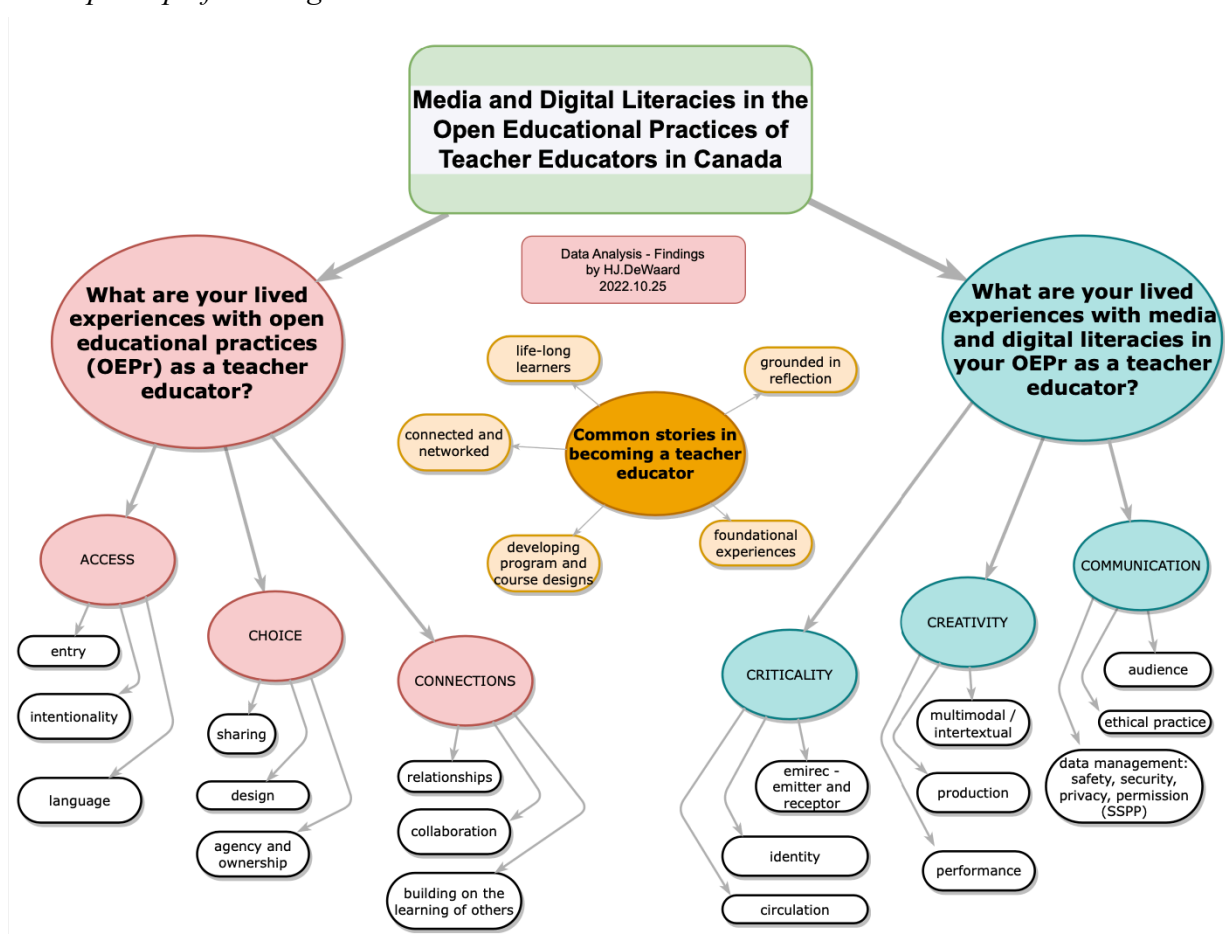 Media and Digital Literacies in the
Open Educational Practices of
Teacher Educators in Canada
Data Analysis - Findings
by HJ.DeWaard
2022.10.25
What are your lived
experiences with open
educational practices
(OEPr) as a teacher
educator?
What are your lived
experiences with media
and digital literacies in
your OEPr as a teacher
educator?
life-long
learners
grounded in
reflection
connected and
networked
Common stories in
becoming a teacher
educator
developing
program and
course designs
foundational
experiences
ACCESS
entry
intentionality
language
CHOICE
sharing
design
agency and
ownership
CONNECTIONS
relationships
collaboration
building on the
learning of others
CRITICALITY
emirec -
emitter and
receptor
identity
circulation
CREATIVITY
multimodal /
intertextual
production
performance
COMMUNICATION
audience
ethical practice
data management:
safety, security,
privacy, permission
(SSPP)